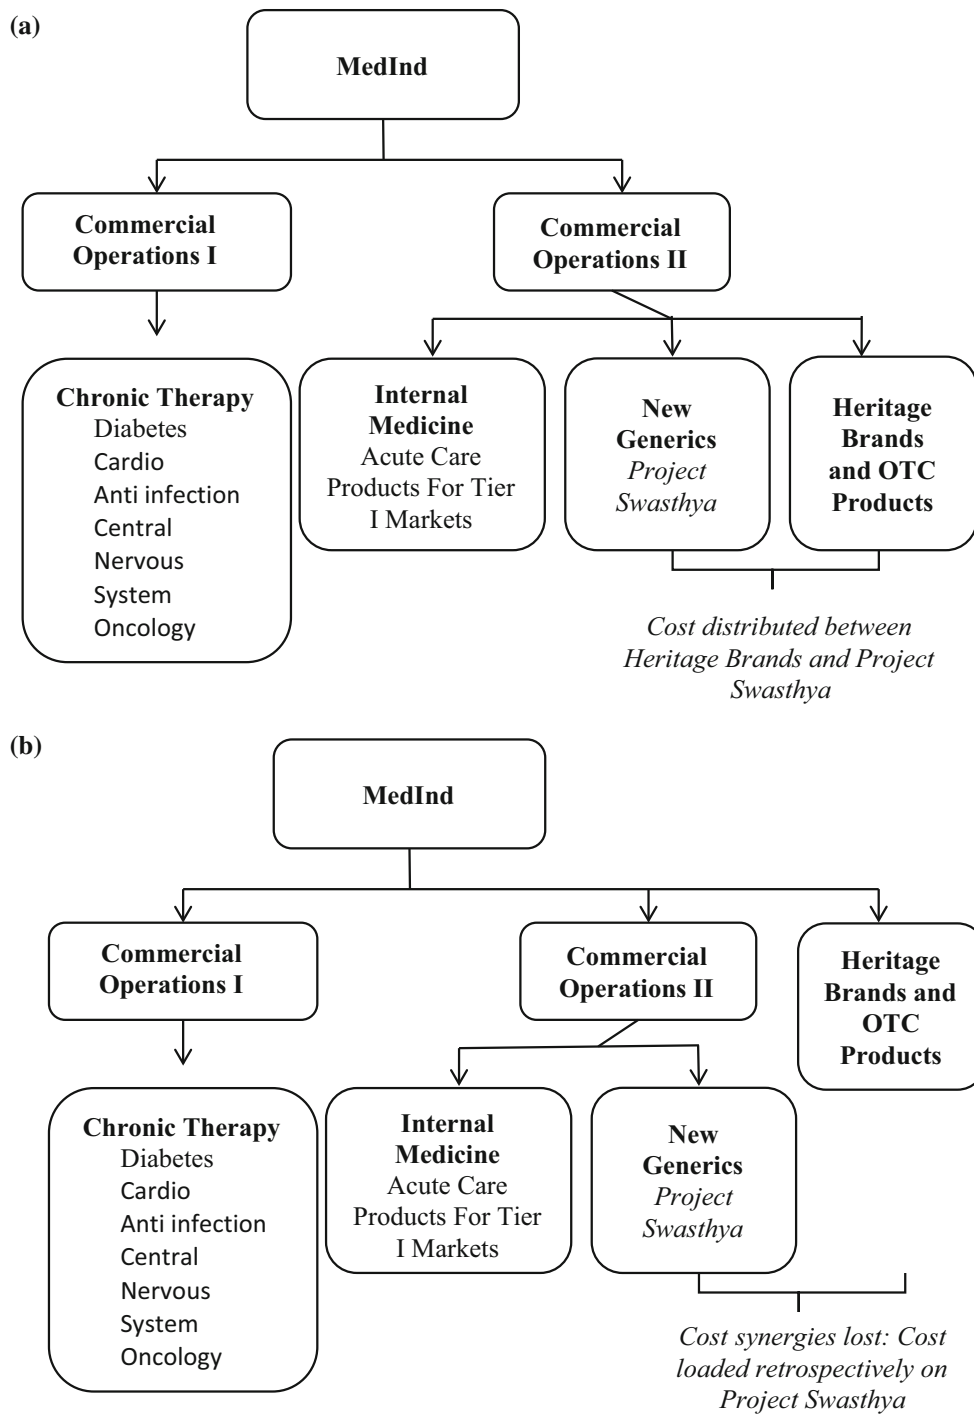 (a)
MedInd
Commercial
Operations I
Commercial
Operations II
Chronic Therapy
Diabetes
Cardio
Anti infection
Central
Nervous
System
Oncology
Internal
Medicine
Acute Care
Products For Tier
I Markets
New
Generics
Project
Swasthya
Heritage
Brands
and OTC
Products
Cost distributed between
Heritage Brands and Project
Swasthya
(b)
MedInd
Commercial
Operations I
Commercial
Operations II
Heritage
Brands and
OTC
Products
Chronic Therapy
Diabetes
Cardio
Anti infection
Central
Nervous
System
Oncology
Internal
Medicine
Acute Care
Products For Tier
I Markets
New
Generics
Project
Swasthya
Cost synergies lost: Cost
loaded retrospectively on
Project Swasthya